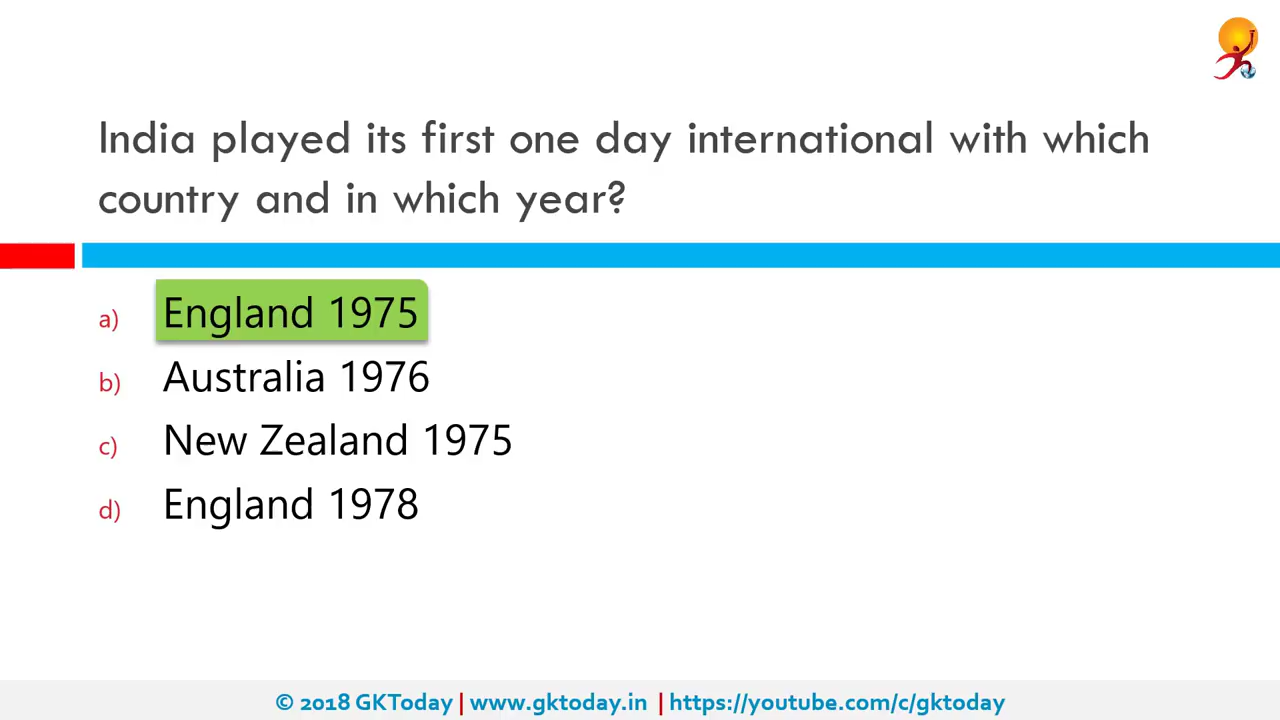 India played its first one day international with which
country and in which year?
a) England 1975
b) Australia 1976
c) New Zealand 1975
d) England 1978
© 2018 GKToday | www.gktoday.in | https://youtube.com/c/gktoday